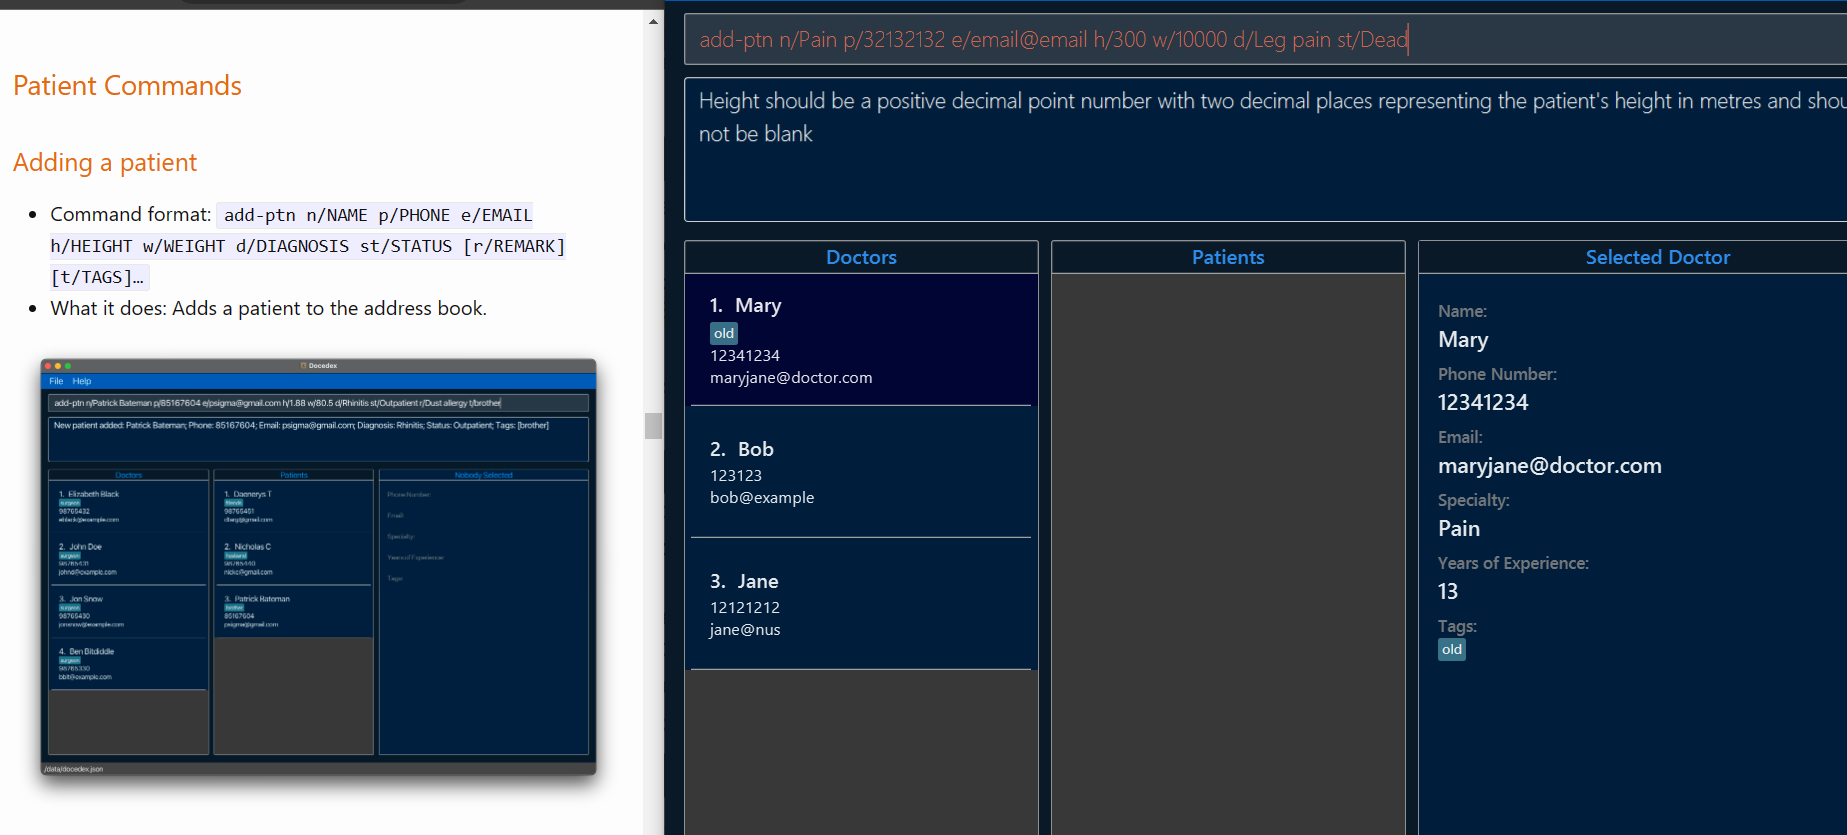 Patient Commands
Adding a patient
Command format: add-ptn n/NAME p/PHONE e/EMAIL
h/HEIGHT w/WEIGHT d/DIAGNOSIS st/STATUS [r/REMARK]
[t/TAGS]…
What it does: Adds a patient to the address book.
Docedex
File Help
add-ptn n/Patrick Bateman p/85167604 e/psigma@gmail.com h/1.88 w/80.5 d/Rhinitis st/Outpatient r/Dust allergy t/brother
New patient added: Patrick Bateman; Phone: 85167604; Email: psigma@gmail.com; Diagnosis: Rhinitis; Status: Outpatient; Tags: [brother]
Doctors
1. Elizabeth Black
surgeon
98765432
eblack@example.com
2. John Doe
surgeon
98765431
johnd@example.com
3. Jon Snow
surgeon
98765430
jonsnow@example.com
4. Ben Bitdiddle
surgeon
98765330
bbit@example.com
Patients
1. Daenerys T
friends
98765451
dtarg@gmail.com
2. Nicholas C
husband
98765440
nickc@gmail.com
3. Patrick Bateman
brother
85167604
psigma@gmail.com
Nobody Selected
Phone Number:
Email:
Specialty:
Years of Experience:
Tags:
/data/docedex.json
add-ptn n/Pain p/32132132 e/email@email h/300 w/10000 d/Leg pain st/Dead
Height should be a positive decimal point number with two decimal places representing the patient's height in metres and shou
not be blank
Doctors
1. Mary
old
12341234
maryjane@doctor.com
2. Bob
123123
bob@example
3. Jane
12121212
jane@nus
Patients
Selected Doctor
Name:
Mary
Phone Number:
12341234
Email:
maryjane@doctor.com
Specialty:
Pain
Years of Experience:
13
Tags:
old